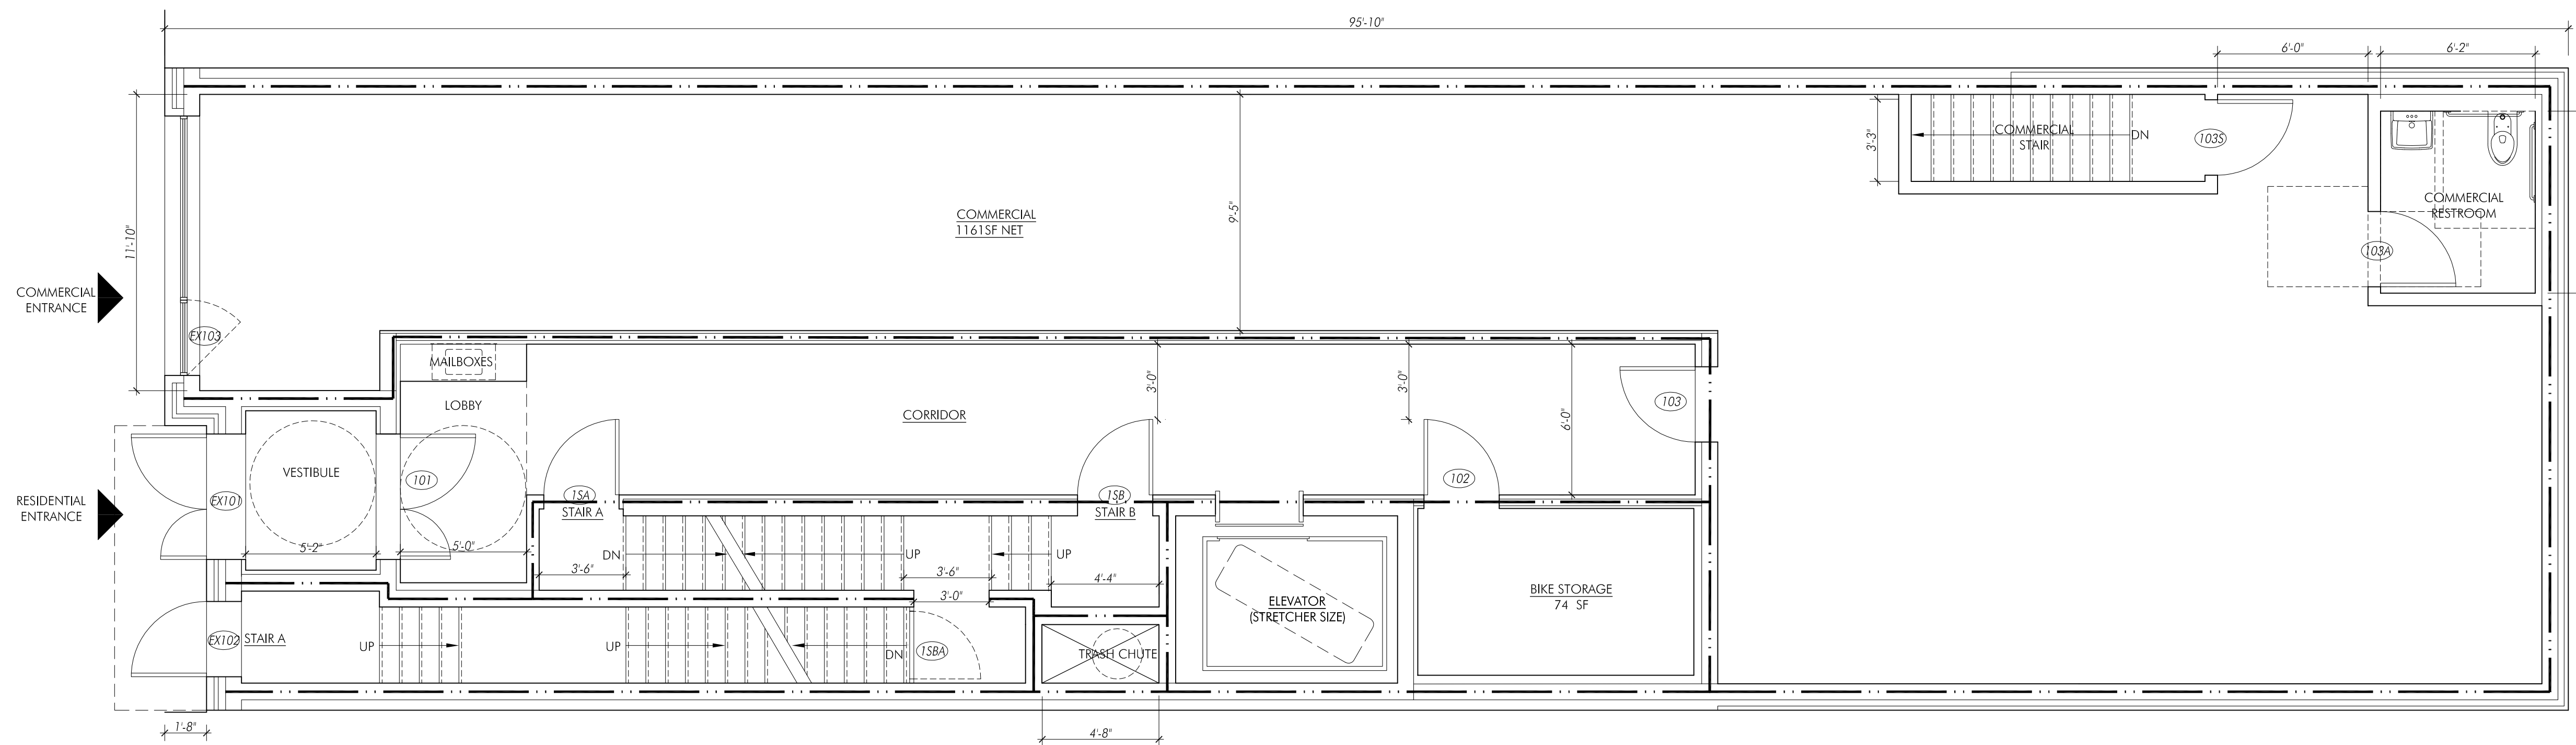 95'-10"
6'-0"
6'-2"
11'-10"
9'-5"
3'-3"
COMMERCIAL
STAIR
DN
103S
COMMERCIAL
RESTROOM
103A
COMMERCIAL
1161SF NET
COMMERCIAL
ENTRANCE
EX103
MAILBOXES
LOBBY
CORRIDOR
3'-0"
3'-0"
6'-0"
103
VESTIBULE
101
RESIDENTIAL
ENTRANCE
EX101
5'-2"
5'-0"
1SA
STAIR A
1SB
STAIR B
102
DN
UP
UP
3'-6"
3'-6"
4'-4"
3'-0"
ELEVATOR
(STRETCHER SIZE)
BIKE STORAGE
74 SF
EX102
STAIR A
UP
UP
DN
1SBA
TRASH CHUTE
1'-8"
4'-8"